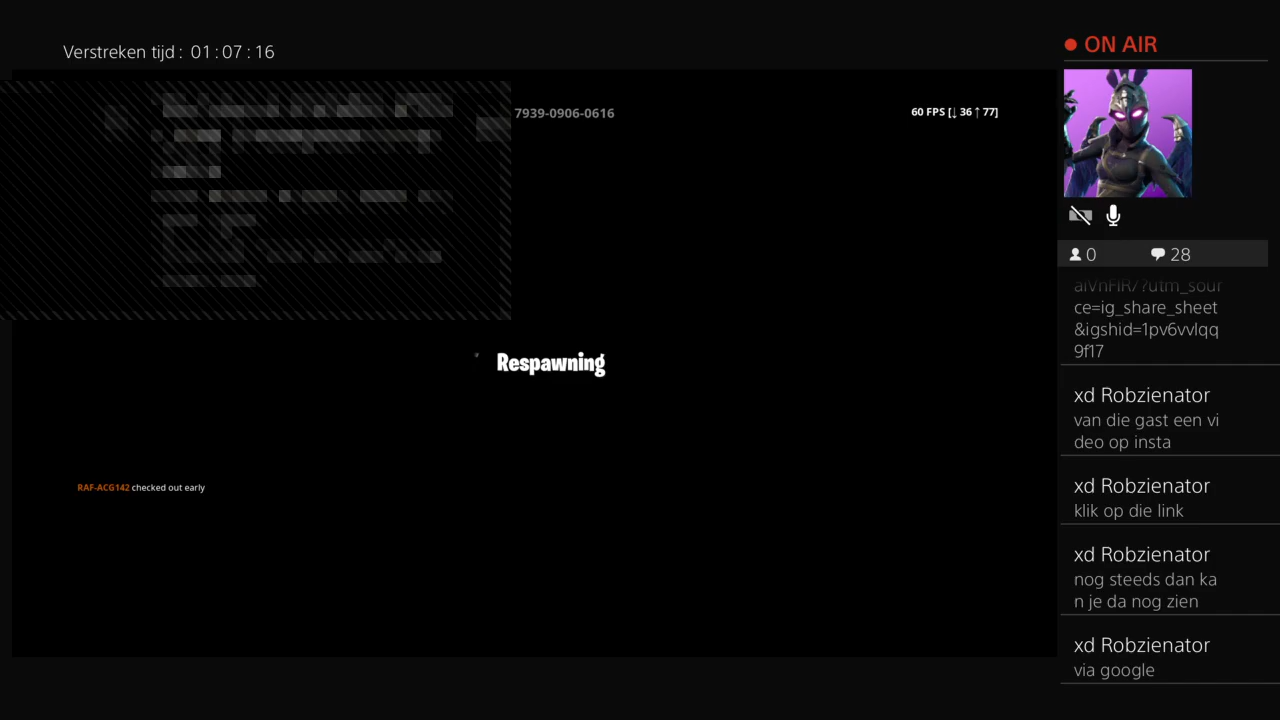 Verstreken tijd: 01:07:16
ON AIR
7939-0906-0616
60 FPS [↓ 36 ↑ 77]
0 28
ce=ig_share_sheet
&igshid=1pv6vvlqq
9f17
xd Robzienator
van die gast een vi
deo op insta
xd Robzienator
klik op die link
xd Robzienator
nog steeds dan ka
n je da nog zien
xd Robzienator
via google
Respawning
RAF-ACG142 checked out early